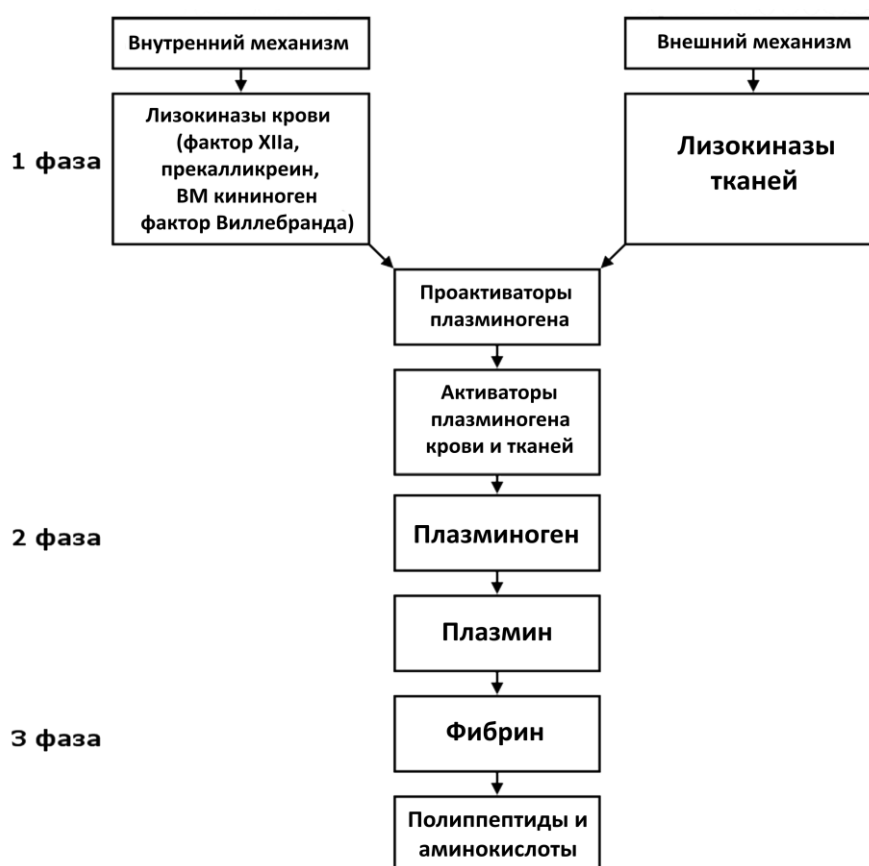 Внутренний механизм
Внешний механизм
1 фаза
Лизокиназы крови
(фактор XIIa,
прекалликреин,
ВМ кининоген
фактор Виллебранда)
Лизокиназы
тканей
Проактиваторы
плазминогена
Активаторы
плазминогена
крови и тканей
2 фаза
Плазминоген
Плазмин
3 фаза
Фибрин
Полиппептиды и
аминокислоты